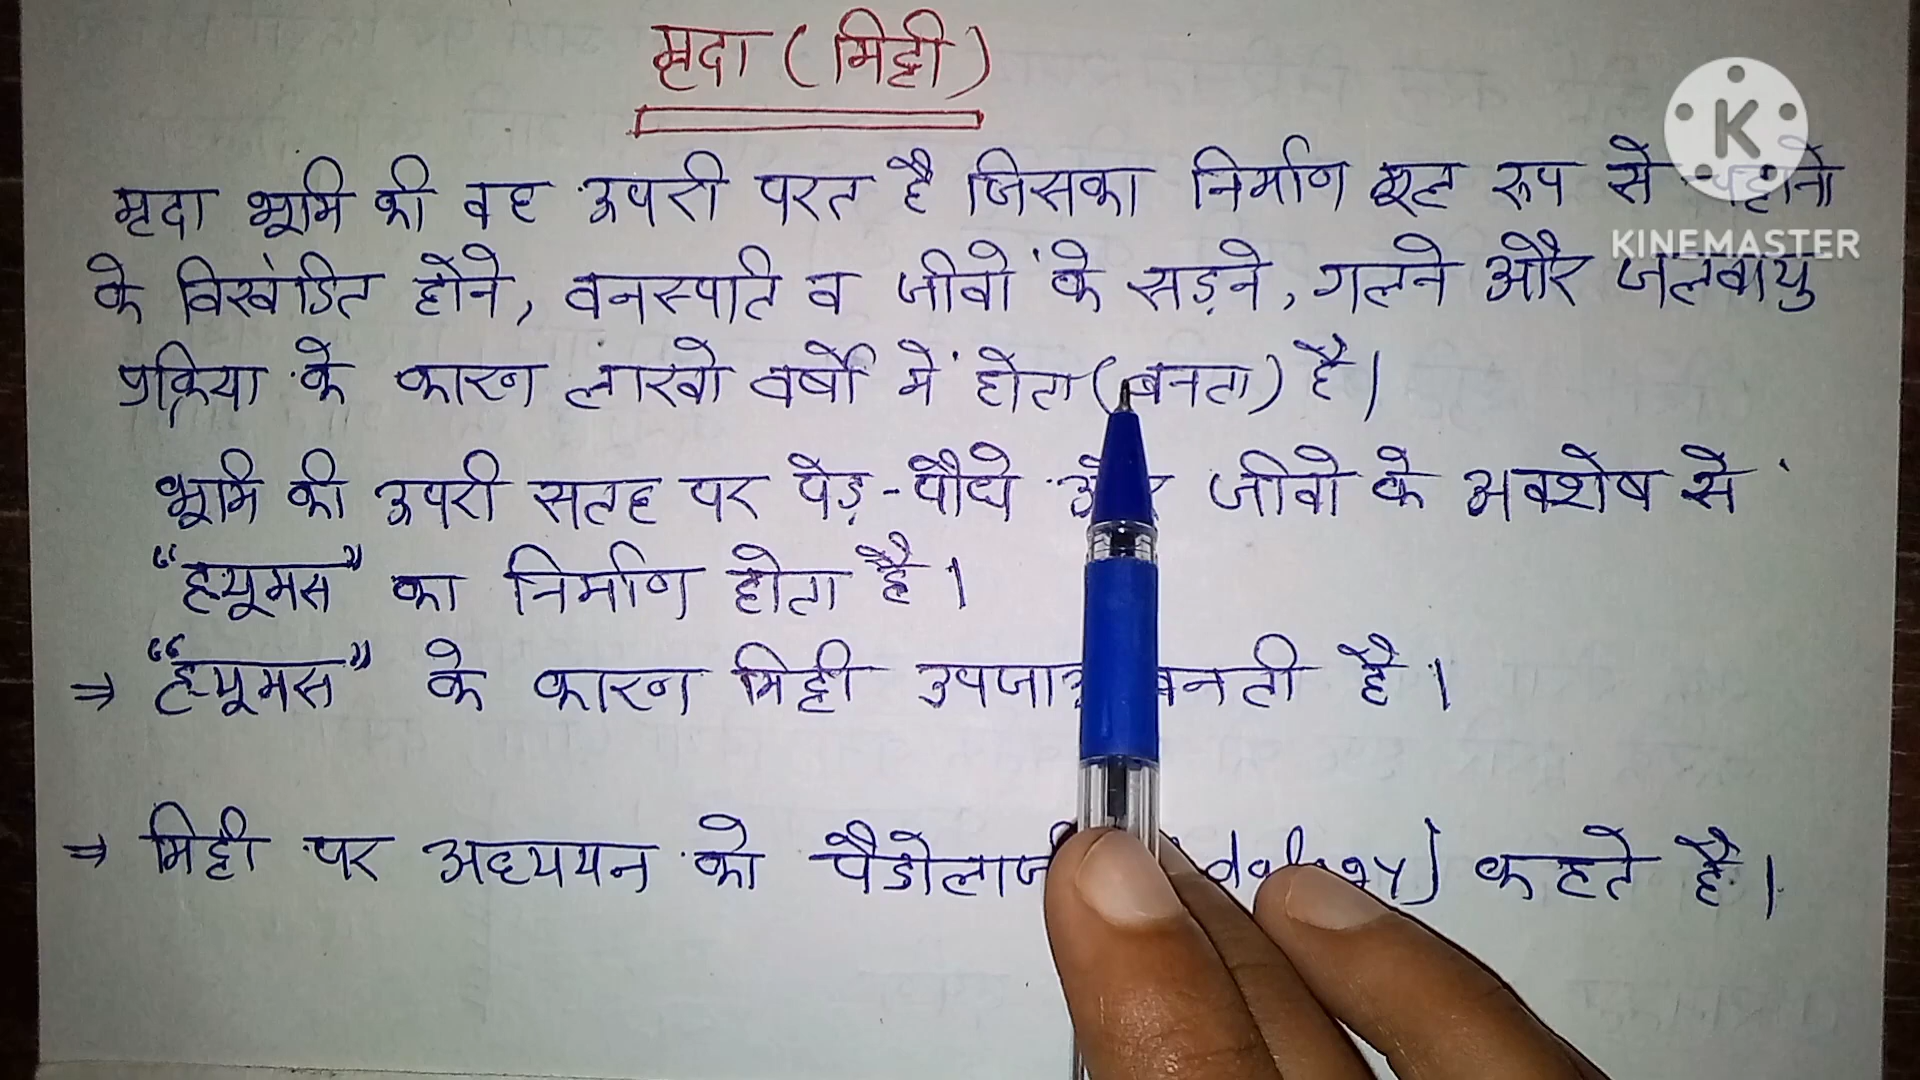 मृदा (मिट्टी)
मृदा भूमि की वह ऊपरी परत है जिसका निर्माण मूल रूप से
के विखंडित होने, वनस्पति व जीवों के सड़ने, गलने और जलवायु
प्रक्रिया के कारण लाखो वर्षो में होता (बनता) है।
भूमि की ऊपरी सतह पर पेड़-पौधे और जीवो के अवशेष से
“ह्यूमस” का निर्माण होता है।
⇒ “ह्यूमस” के कारण मिट्टी उपजाऊ बनती है।
⇒ मिट्टी पर अध्ययन को पैडोलाजी कहते है।
K
KINEMASTER